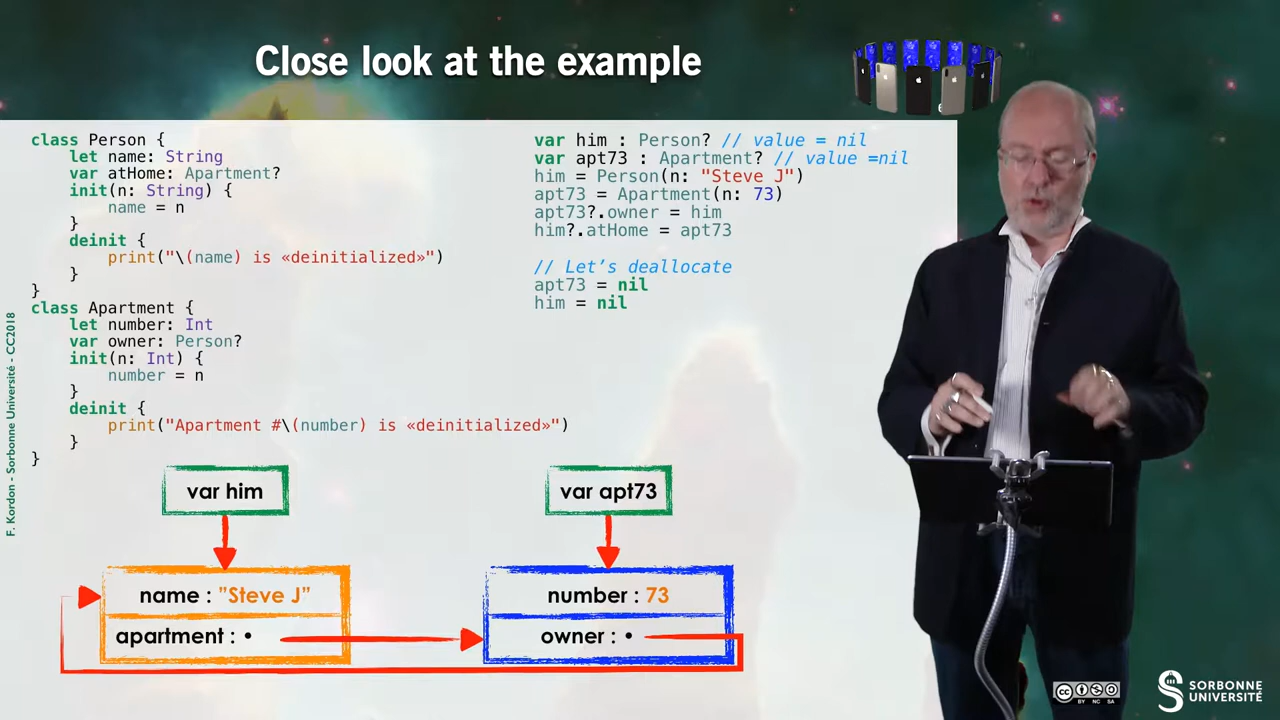 Close look at the example
class Person {
    let name: String
    var atHome: Apartment?
    init(n: String) {
        name = n
    }
    deinit {
        print("\(name) is «deinitialized»")
    }
}
class Apartment {
    let number: Int
    var owner: Person?
    init(n: Int) {
        number = n
    }
    deinit {
        print("Apartment #\(number) is «deinitialized»")
    }
}
var him : Person? // value = nil
var apt73 : Apartment? // value =nil
him = Person(n: "Steve J")
apt73 = Apartment(n: 73)
apt73?.owner = him
him?.atHome = apt73
// Let’s deallocate
apt73 = nil
him = nil
var him
var apt73
name : ”Steve J”
apartment : •
number : 73
owner : •
F. Kordon - Sorbonne Université - CC2018
cc
BY NC SA
SORBONNE
UNIVERSITÉ